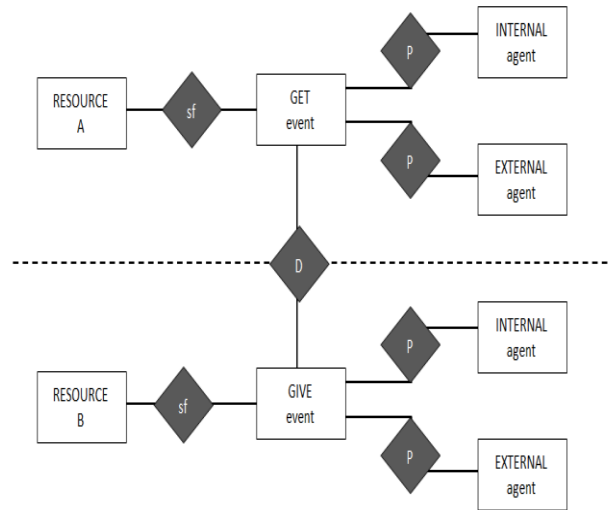 INTERNAL
agent
P
RESOURCE
A
sf
GET
event
P
EXTERNAL
agent
D
INTERNAL
agent
P
RESOURCE
B
sf
GIVE
event
P
EXTERNAL
agent